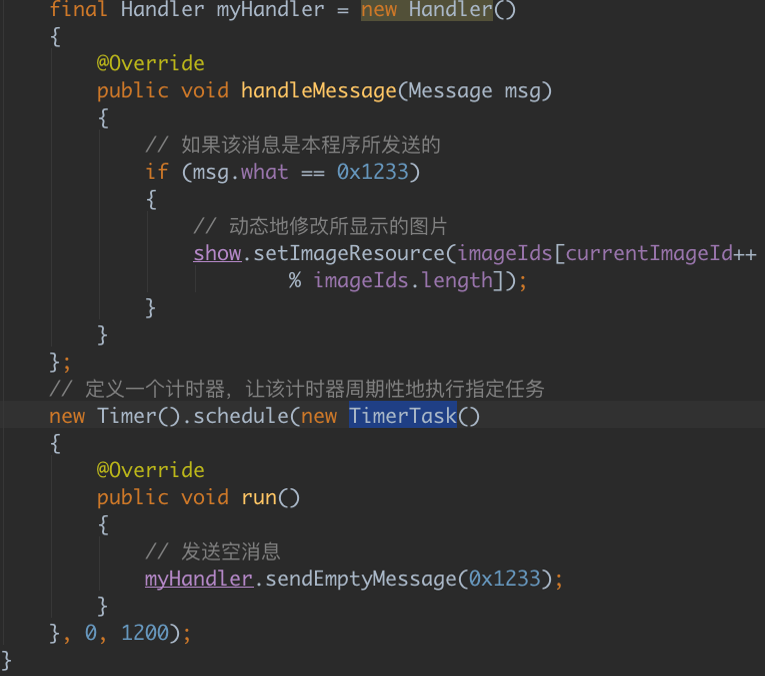 final Handler myHandler = new Handler()
{
@Override
public void handleMessage(Message msg)
{
// 如果该消息是本程序所发送的
if (msg.what == 0x1233)
{
// 动态地修改所显示的图片
show.setImageResource(imageIds[currentImageId++
% imageIds.length]);
}
}
};
// 定义一个计时器，让该计时器周期性地执行指定任务
new Timer().schedule(new TimerTask()
{
@Override
public void run()
{
// 发送空消息
myHandler.sendEmptyMessage(0x1233);
}
}, 0, 1200);
}